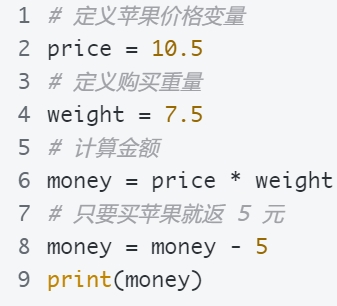 1 # 定义苹果价格变量
2 price = 10.5
3 # 定义购买重量
4 weight = 7.5
5 # 计算金额
6 money = price * weight
7 # 只要买苹果就返 5 元
8 money = money - 5
9 print(money)